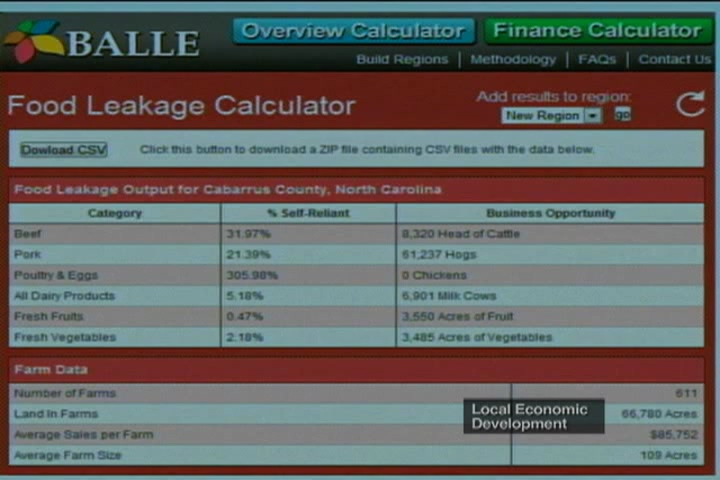 BALLE
Overview Calculator
Finance Calculator
Build Regions | Methodology | FAQs | Contact Us
Food Leakage Calculator
Add results to region:
New Region
go
Dowload CSV
Click this button to download a ZIP file containing CSV files with the data below.
Food Leakage Output for Cabarrus County, North Carolina
Category % Self-Reliant Business Opportunity
Beef 31.97% 8,320 Head of Cattle
Pork 21.39% 61,237 Hogs
Poultry & Eggs 305.98% 0 Chickens
All Dairy Products 5.18% 6,901 Milk Cows
Fresh Fruits 0.47% 3,550 Acres of Fruit
Fresh Vegetables 2.18% 3,485 Acres of Vegetables
Farm Data
Number of Farms 611
Land In Farms 66,780 Acres
Average Sales per Farm $85,752
Average Farm Size 109 Acres
Local Economic
Development